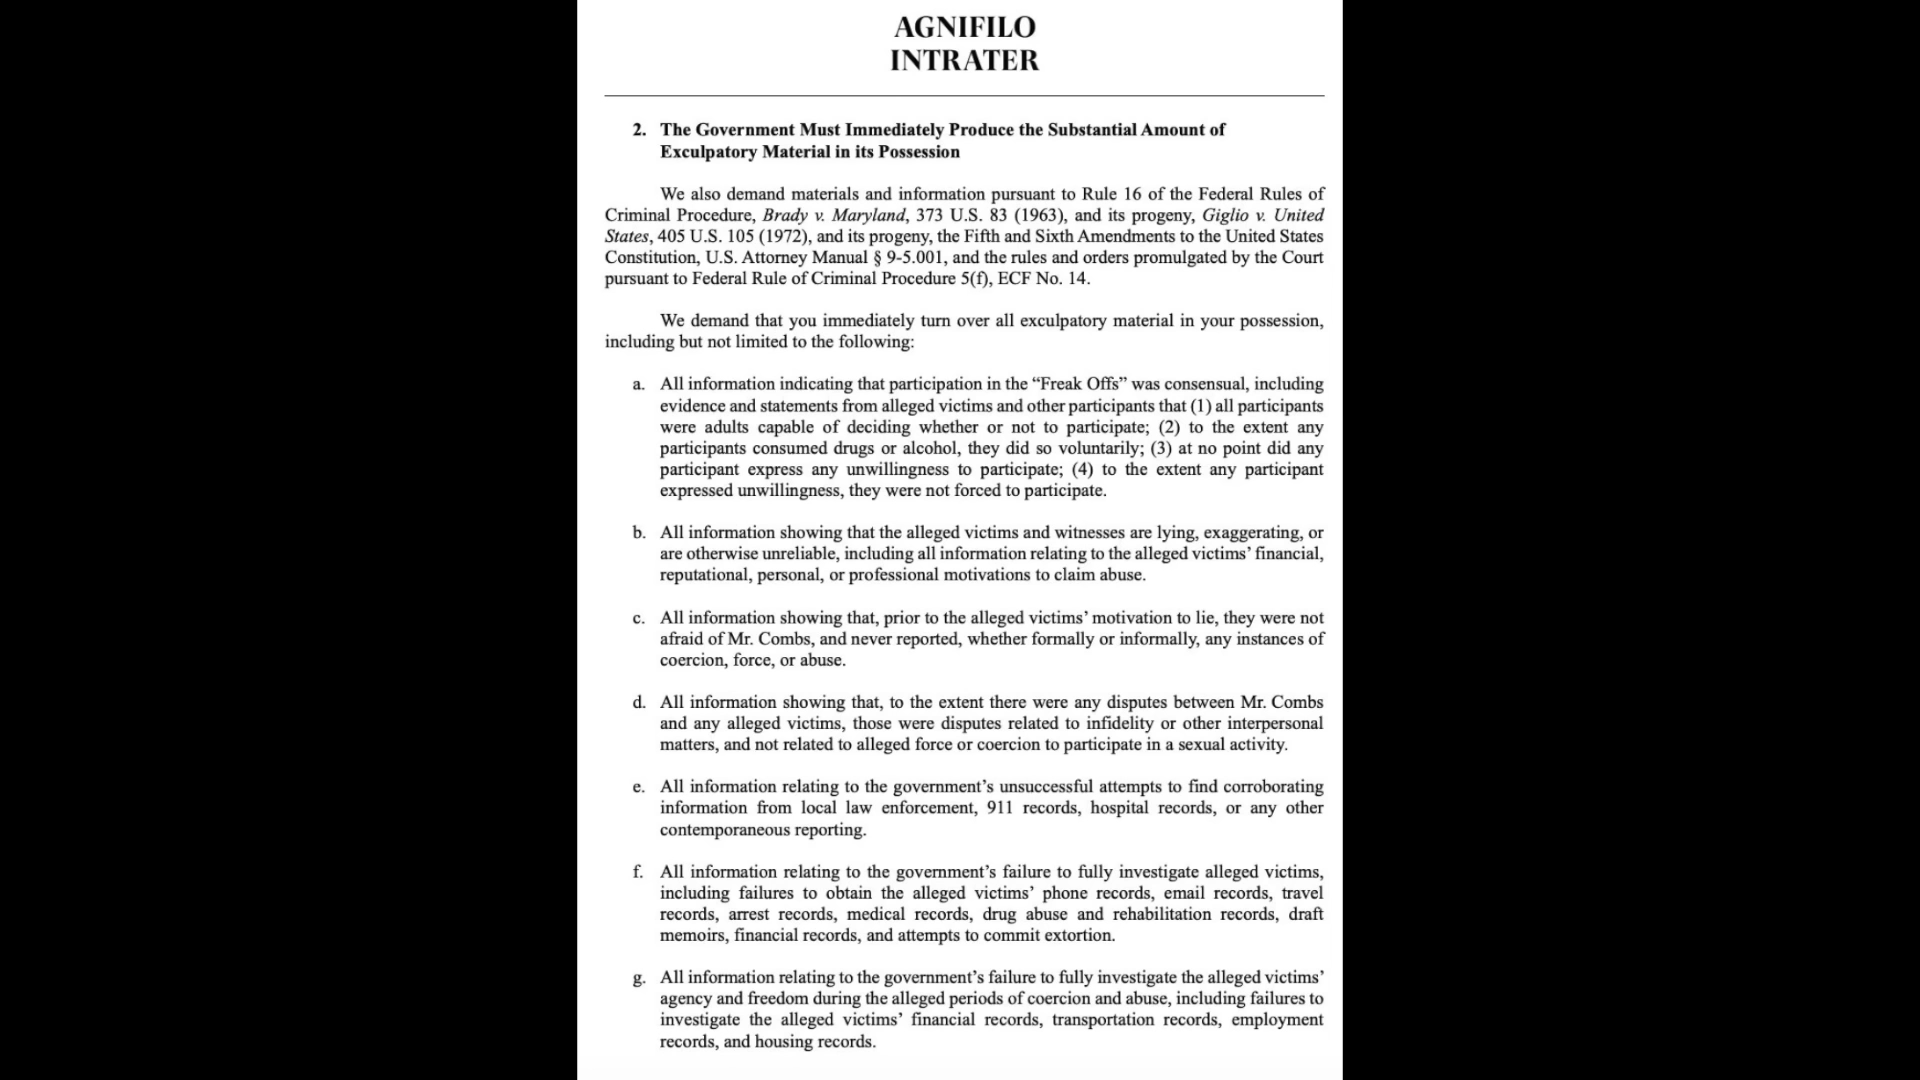 AGNIFILO
INTRATER
2. The Government Must Immediately Produce the Substantial Amount of
Exculpatory Material in its Possession
We also demand materials and information pursuant to Rule 16 of the Federal Rules of
Criminal Procedure, Brady v. Maryland, 373 U.S. 83 (1963), and its progeny, Giglio v. United
States, 405 U.S. 105 (1972), and its progeny, the Fifth and Sixth Amendments to the United States
Constitution, U.S. Attorney Manual § 9-5.001, and the rules and orders promulgated by the Court
pursuant to Federal Rule of Criminal Procedure 5(f), ECF No. 14.
We demand that you immediately turn over all exculpatory material in your possession,
including but not limited to the following:
a. All information indicating that participation in the “Freak Offs” was consensual, including
evidence and statements from alleged victims and other participants that (1) all participants
were adults capable of deciding whether or not to participate; (2) to the extent any
participants consumed drugs or alcohol, they did so voluntarily; (3) at no point did any
participant express any unwillingness to participate; (4) to the extent any participant
expressed unwillingness, they were not forced to participate.
b. All information showing that the alleged victims and witnesses are lying, exaggerating, or
are otherwise unreliable, including all information relating to the alleged victims’ financial,
reputational, personal, or professional motivations to claim abuse.
c. All information showing that, prior to the alleged victims’ motivation to lie, they were not
afraid of Mr. Combs, and never reported, whether formally or informally, any instances of
coercion, force, or abuse.
d. All information showing that, to the extent there were any disputes between Mr. Combs
and any alleged victims, those were disputes related to infidelity or other interpersonal
matters, and not related to alleged force or coercion to participate in a sexual activity.
e. All information relating to the government’s unsuccessful attempts to find corroborating
information from local law enforcement, 911 records, hospital records, or any other
contemporaneous reporting.
f. All information relating to the government’s failure to fully investigate alleged victims,
including failures to obtain the alleged victims’ phone records, email records, travel
records, arrest records, medical records, drug abuse and rehabilitation records, draft
memoirs, financial records, and attempts to commit extortion.
g. All information relating to the government’s failure to fully investigate the alleged victims’
agency and freedom during the alleged periods of coercion and abuse, including failures to
investigate the alleged victims’ financial records, transportation records, employment
records, and housing records.